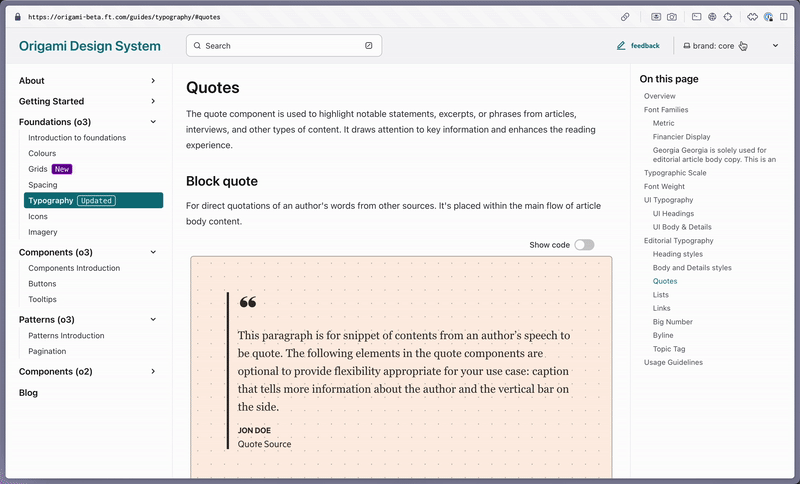 https://origami-beta.ft.com/guides/typography/#quotes
Origami Design System
Search
feedback
brand: core
About
Getting Started
Foundations (o3)
Introduction to foundations
Colours
Grids New
Spacing
Typography Updated
Icons
Imagery
Components (o3)
Components Introduction
Buttons
Tooltips
Patterns (o3)
Patterns Introduction
Pagination
Components (o2)
Blog
Quotes
The quote component is used to highlight notable statements, excerpts, or phrases from articles,
interviews, and other types of content. It draws attention to key information and enhances the reading
experience.
Block quote
For direct quotations of an author's words from other sources. It's placed within the main flow of article
body content.
Show code
❝
This paragraph is for snippet of contents from an author's speech to
be quote. The following elements in the quote components are
optional to provide flexibility appropriate for your use case: caption
that tells more information about the author and the vertical bar on
the side.
JON DOE
Quote Source
On this page
Overview
Font Families
Metric
Financier Display
Georgia Georgia is solely used for
editorial article body copy. This is an
Typographic Scale
Font Weight
UI Typography
UI Headings
UI Body & Details
Editorial Typography
Heading styles
Body and Details styles
Quotes
Lists
Links
Big Number
Byline
Topic Tag
Usage Guidelines